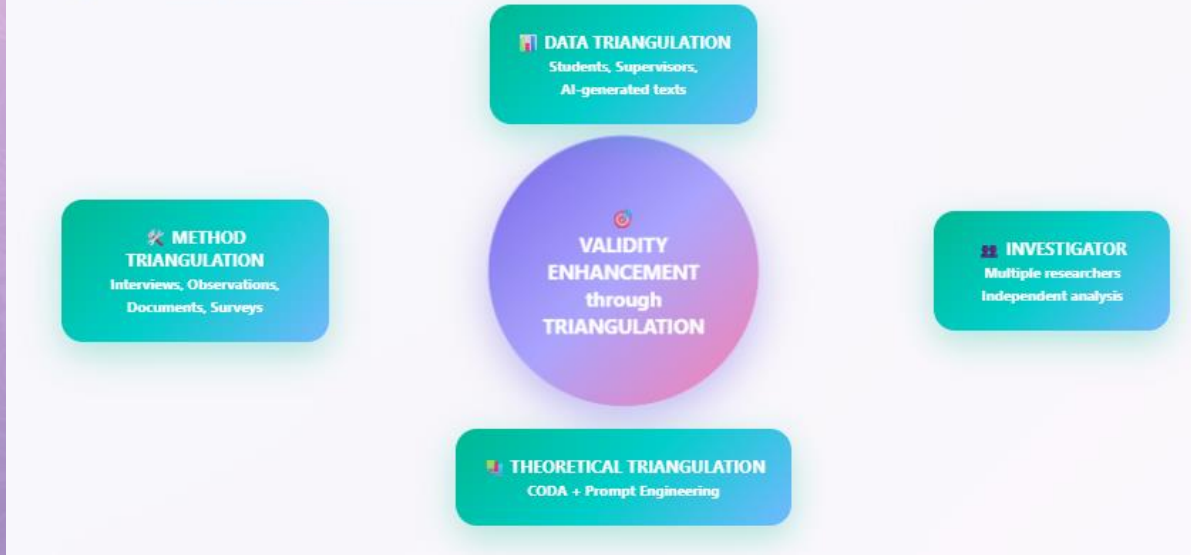 📊 DATA TRIANGULATION
Students, Supervisors,
AI-generated texts
🛠️ METHOD
TRIANGULATION
Interviews, Observations,
Documents, Surveys
🎯
VALIDITY
ENHANCEMENT
through
TRIANGULATION
👥 INVESTIGATOR
Multiple researchers
Independent analysis
📚 THEORETICAL TRIANGULATION
CODA + Prompt Engineering